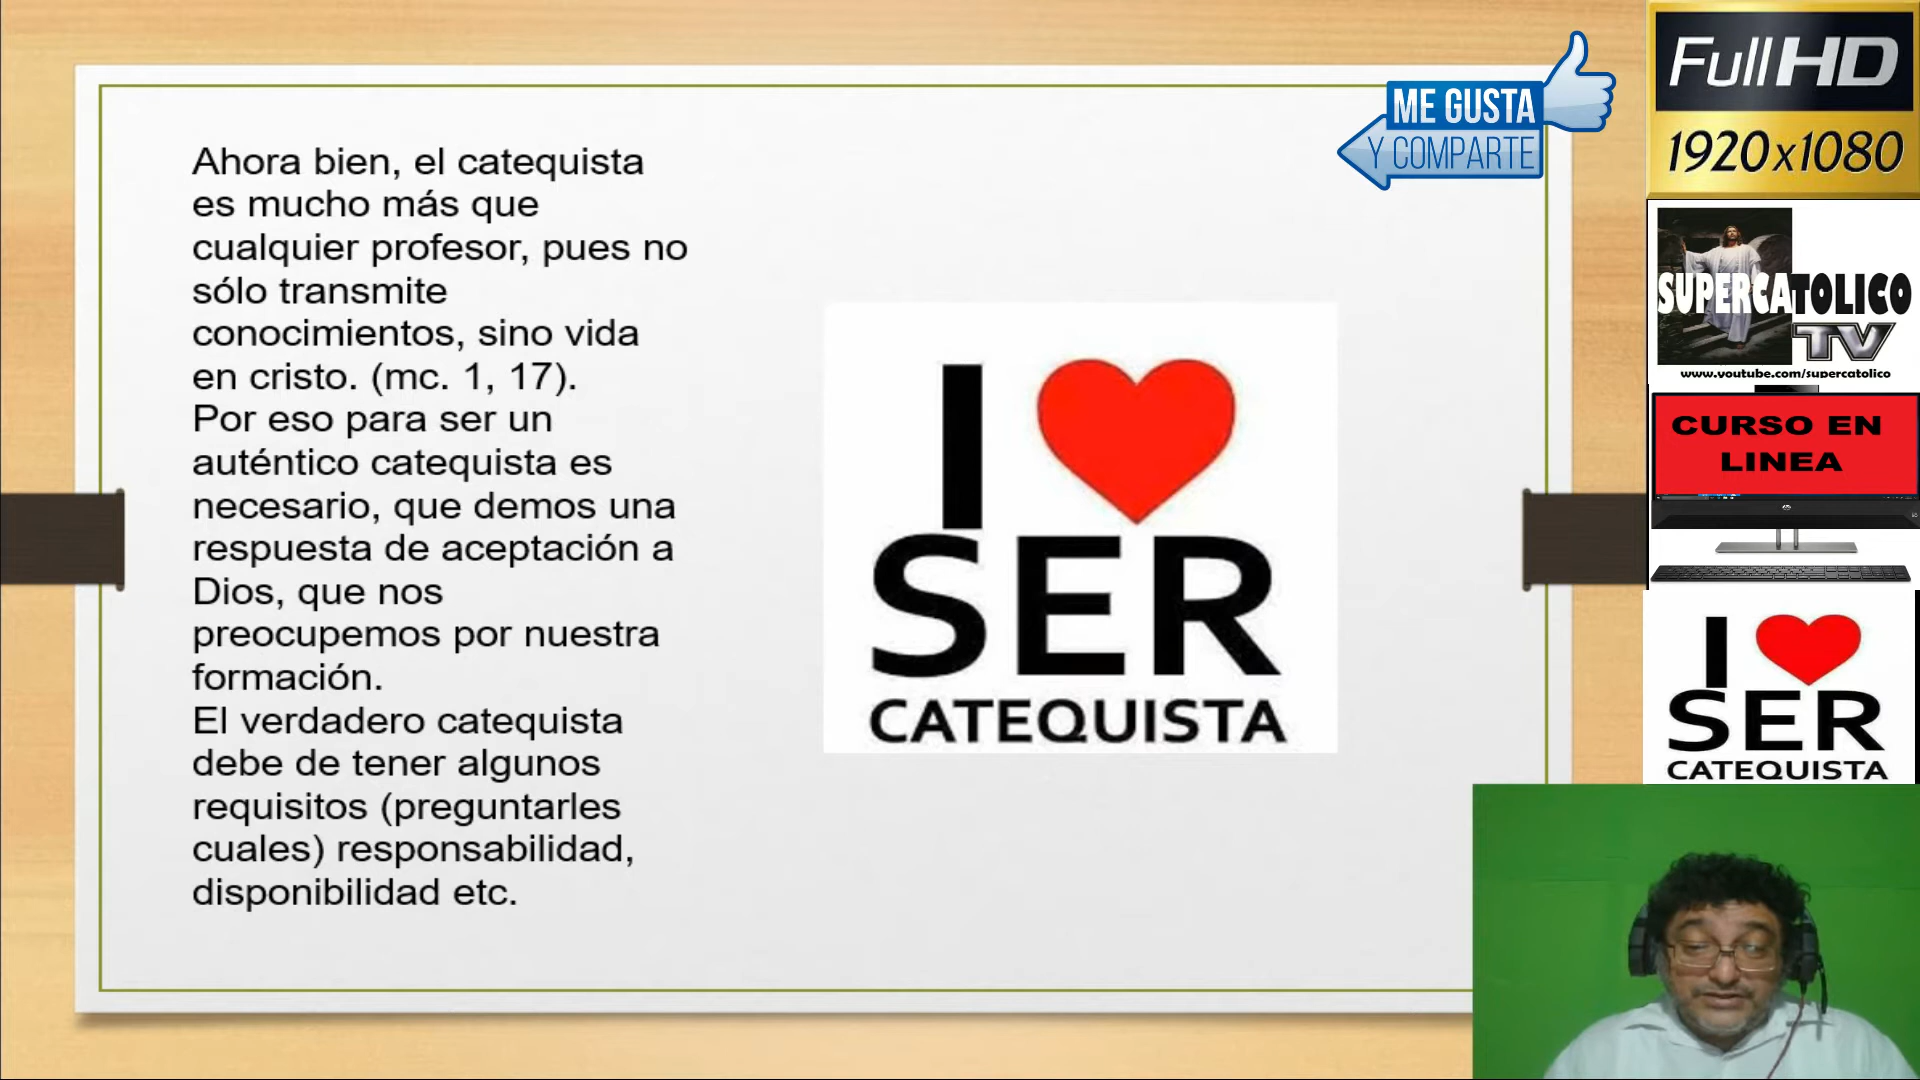 Ahora bien, el catequista
es mucho más que
cualquier profesor, pues no
sólo transmite
conocimientos, sino vida
en cristo. (mc. 1, 17).
Por eso para ser un
auténtico catequista es
necesario, que demos una
respuesta de aceptación a
Dios, que nos
preocupemos por nuestra
formación.
El verdadero catequista
debe de tener algunos
requisitos (preguntarles
cuales) responsabilidad,
disponibilidad etc.
I
SER
CATEQUISTA
ME GUSTA
Y COMPARTE
Full HD
1920x1080
SUPERCATOLICO
TV
www.youtube.com/supercatolico
CURSO EN
LINEA
hp
I
SER
CATEQUISTA